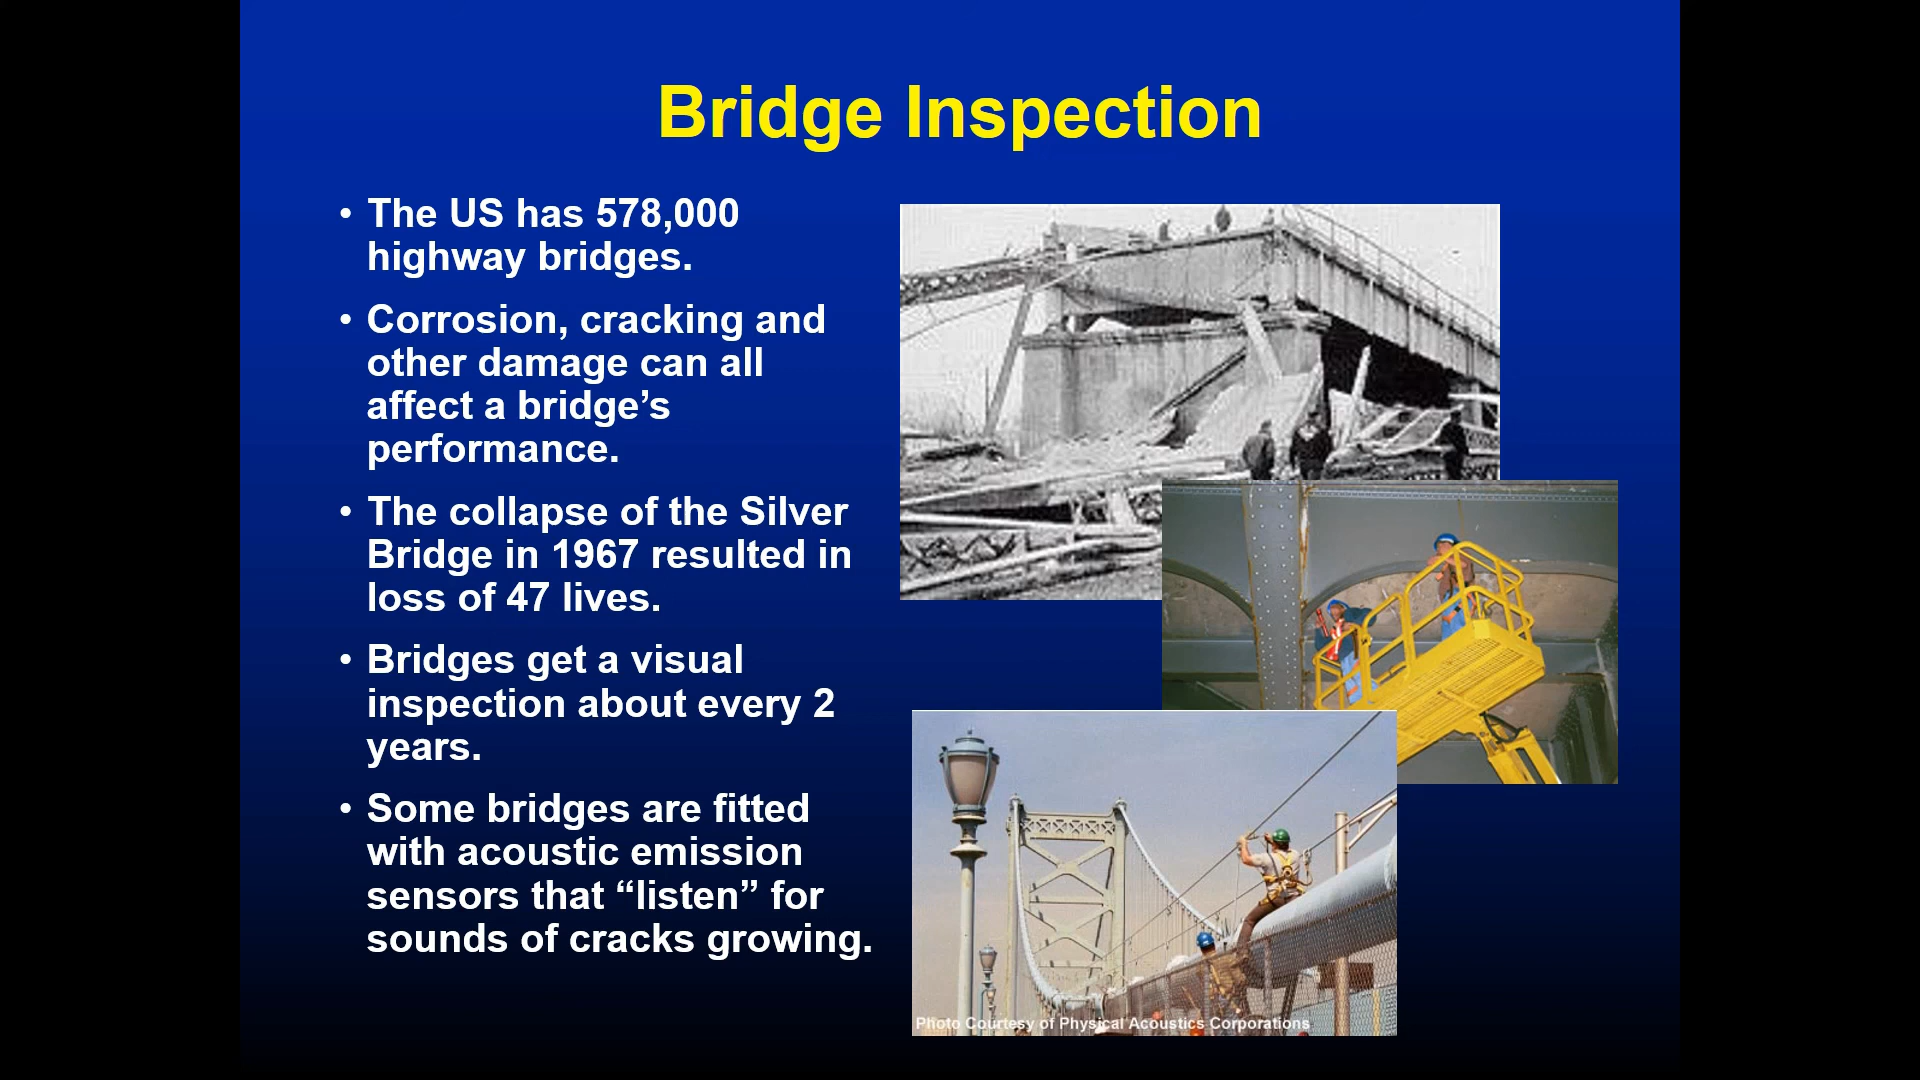 Bridge Inspection
• The US has 578,000
highway bridges.
• Corrosion, cracking and
other damage can all
affect a bridge’s
performance.
• The collapse of the Silver
Bridge in 1967 resulted in
loss of 47 lives.
• Bridges get a visual
inspection about every 2
years.
• Some bridges are fitted
with acoustic emission
sensors that “listen” for
sounds of cracks growing.
Photo Courtesy of Physical Acoustics Corporations